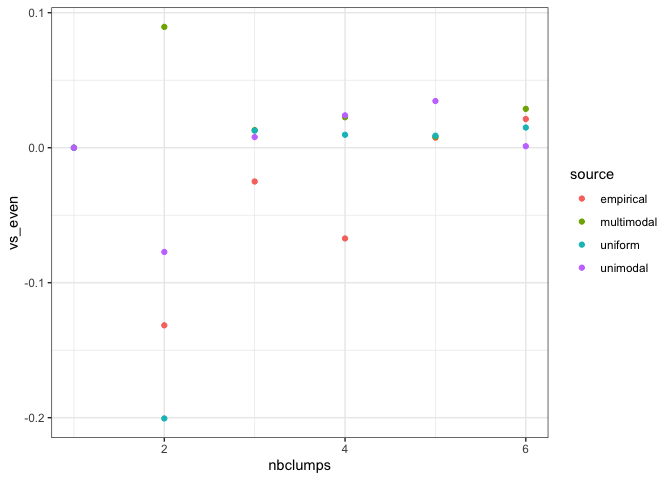 0.1
0.0
-0.1
-0.2
vs_even
2
4
6
nbclumps
source
empirical
multimodal
uniform
unimodal